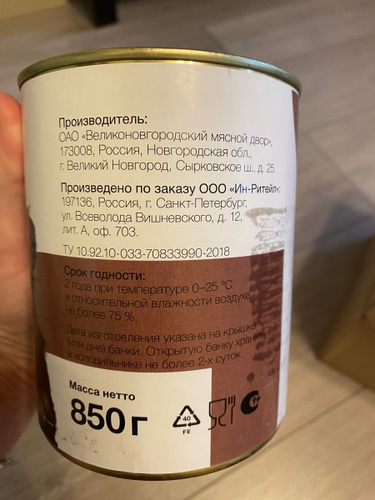 Производитель:
ОАО «Великоновгородский мясной двор»,
173008, Россия, Новгородская обл.,
г. Великий Новгород, Сырковское ш., д. 25.
Произведено по заказу ООО «Ин-Ритейл»:
197136, Россия, г. Санкт-Петербург,
ул. Всеволода Вишневского, д. 12,
лит. А, оф. 703.
ТУ 10.92.10-033-70833990-2018
Срок годности:
2 года при температуре 0–25 °С
и относительной влажности воздуха
не более 75 %.
Дата изготовления указана на крышке
(или дне) банки. Открытую банку хранить
в холодильнике не более 2-х суток
Масса нетто
850 г
40
FE